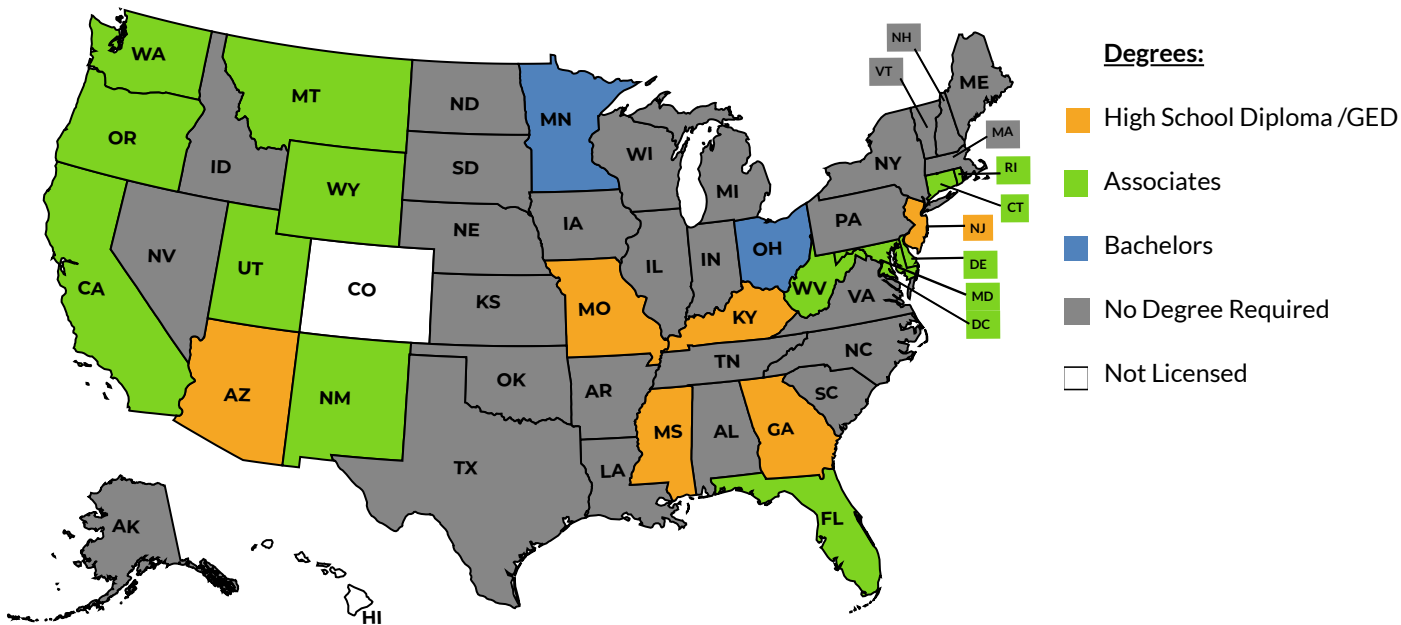 WA
MT
ND
MN
OR
ID
SD
WI
MI
NY
VT
NH
ME
MA
RI
CT
NJ
DE
MD
DC
WY
NE
IA
PA
NV
UT
CO
IL
IN
OH
CA
KS
MO
KY
WV
VA
AZ
NM
OK
AR
TN
NC
SC
MS
AL
GA
TX
LA
FL
AK
HI
Degrees:
High School Diploma /GED
Associates
Bachelors
No Degree Required
Not Licensed